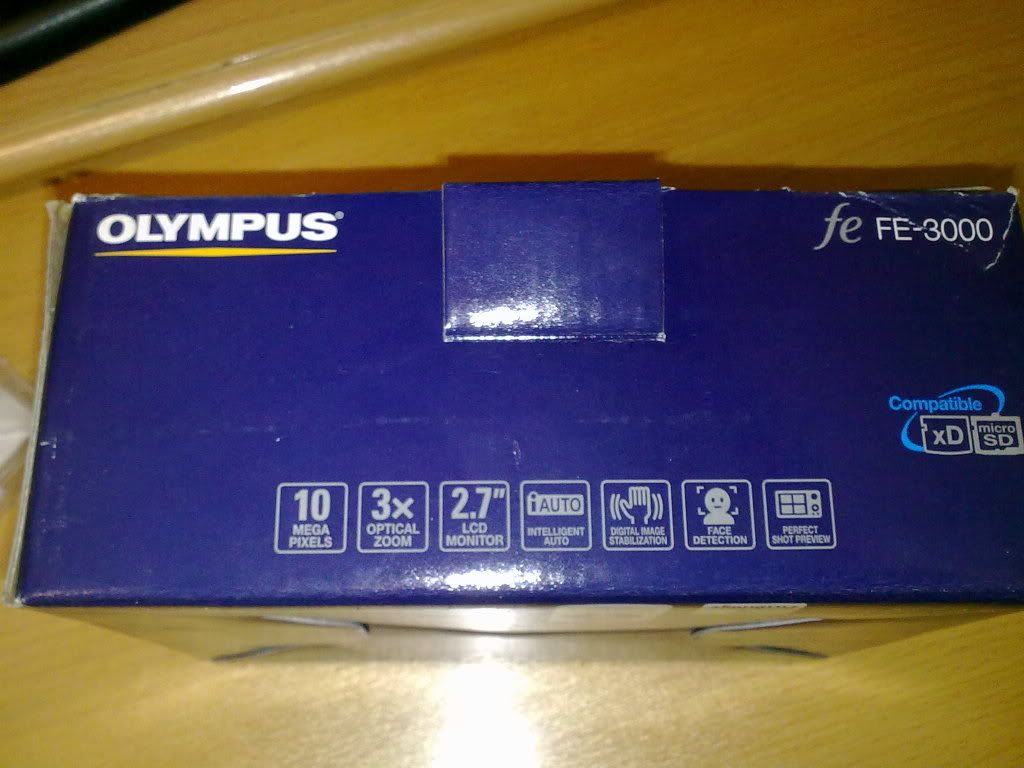 OLYMPUS®
fe FE-3000
Compatible
xD
micro
SD
10
MEGA
PIXELS
3x
OPTICAL
ZOOM
2.7"
LCD
MONITOR
iAUTO
INTELLIGENT
AUTO
DIGITAL IMAGE
STABILIZATION
FACE
DETECTION
PERFECT
SHOT PREVIEW